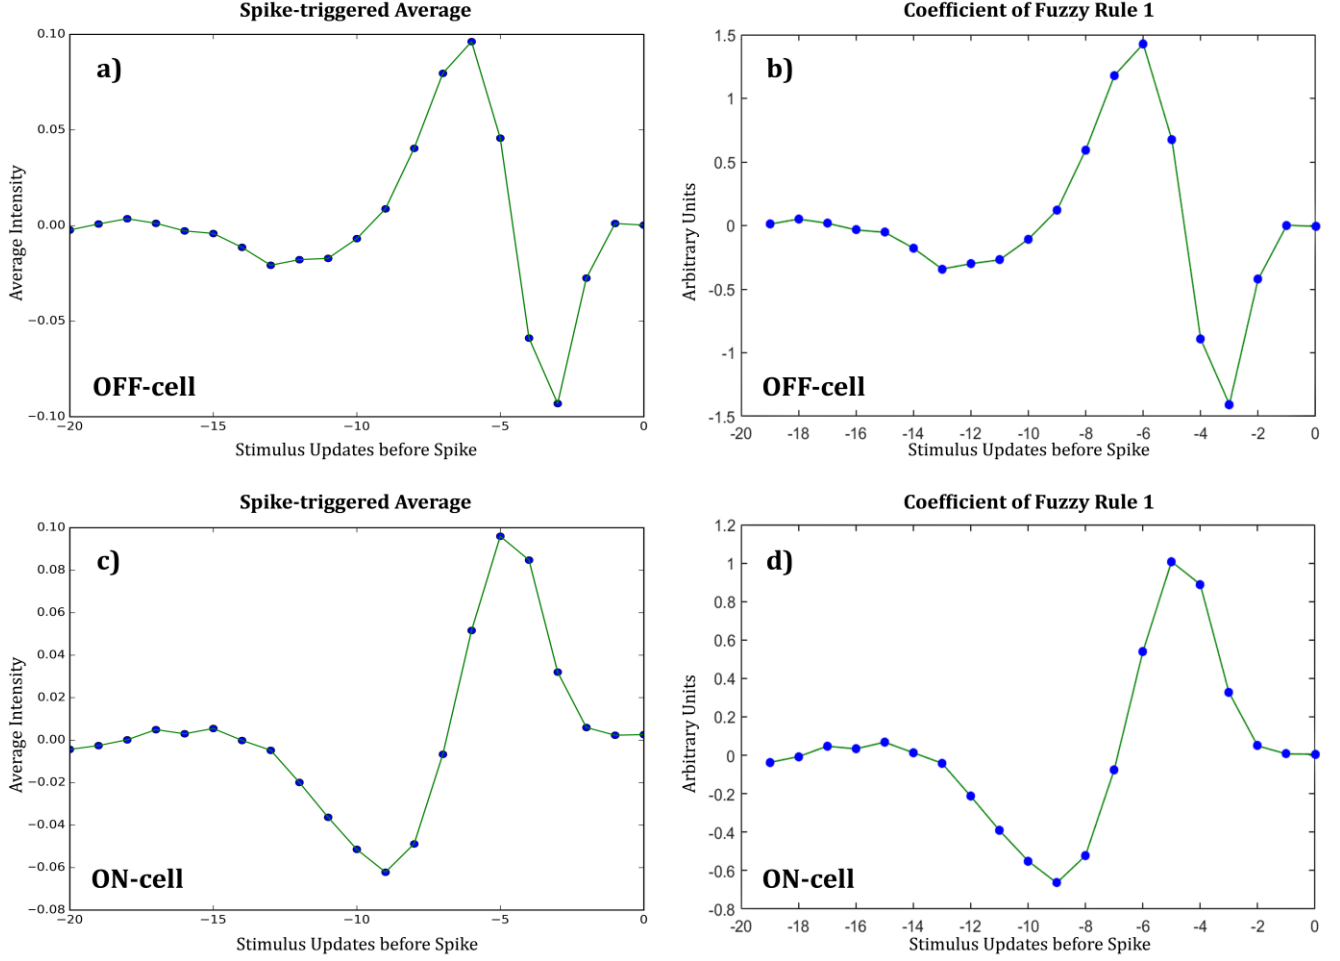 Spike-triggered Average
a)
0.10
0.05
0.00
−0.05
−0.10
Average Intensity
OFF-cell
−20 −15 −10 −5 0
Stimulus Updates before Spike
Coefficient of Fuzzy Rule 1
b)
1.5
1
0.5
0
-0.5
-1
-1.5
Arbitrary Units
OFF-cell
-20 -18 -16 -14 -12 -10 -8 -6 -4 -2 0
Stimulus Updates before Spike
Spike-triggered Average
c)
0.10
0.08
0.06
0.04
0.02
0.00
−0.02
−0.04
−0.06
−0.08
Average Intensity
ON-cell
−20 −15 −10 −5 0
Stimulus Updates before Spike
Coefficient of Fuzzy Rule 1
d)
1.2
1
0.8
0.6
0.4
0.2
0
-0.2
-0.4
-0.6
-0.8
Arbitrary Units
ON-cell
-20 -18 -16 -14 -12 -10 -8 -6 -4 -2 0
Stimulus Updates before Spike